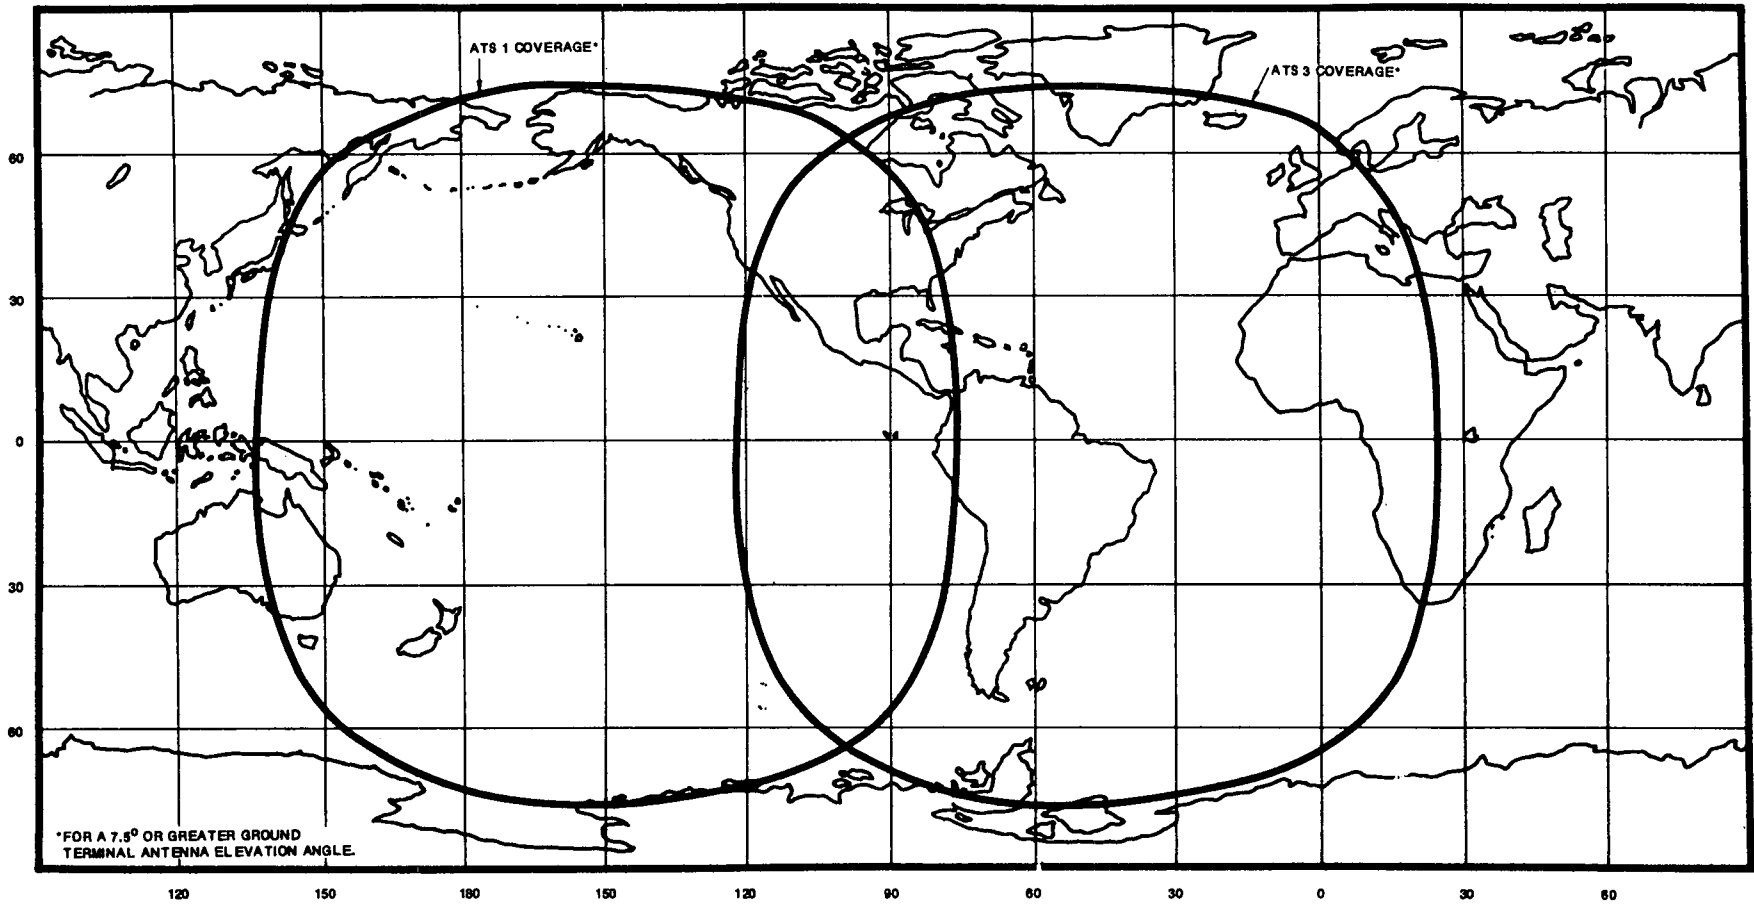 ATS 1 COVERAGE*
ATS 3 COVERAGE*
60
30
0
30
60
*FOR A 7.5⁰ OR GREATER GROUND
TERMINAL ANTENNA ELEVATION ANGLE.
120 150 180 150 120 90 60 30 0 30 60